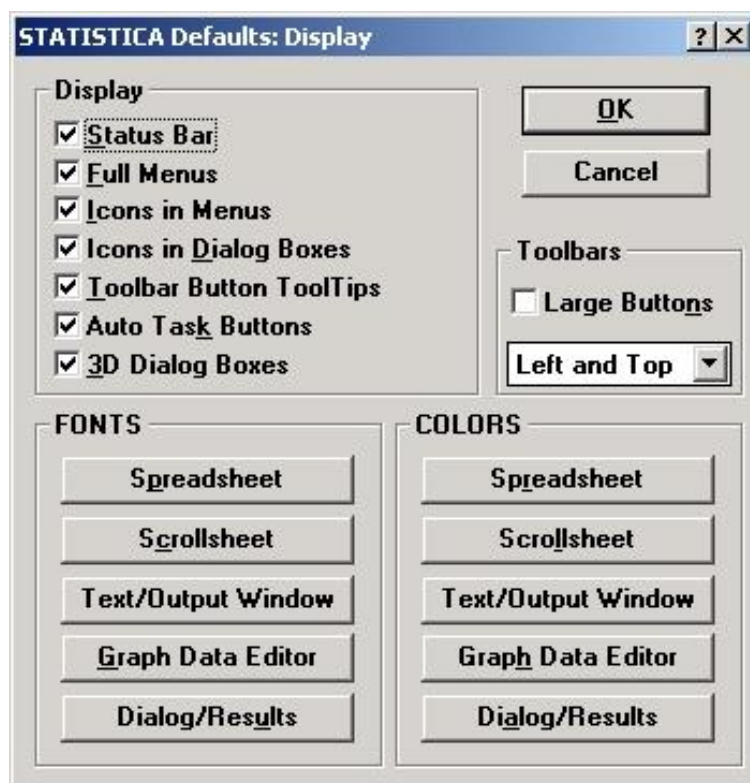 STATISTICA Defaults: Display
Display
Status Bar
Full Menus
Icons in Menus
Icons in Dialog Boxes
Toolbar Button ToolTips
Auto Task Buttons
3D Dialog Boxes
OK
Cancel
Toolbars
Large Buttons
Left and Top
FONTS
Spreadsheet
Scrollsheet
Text/Output Window
Graph Data Editor
Dialog/Results
COLORS
Spreadsheet
Scrollsheet
Text/Output Window
Graph Data Editor
Dialog/Results